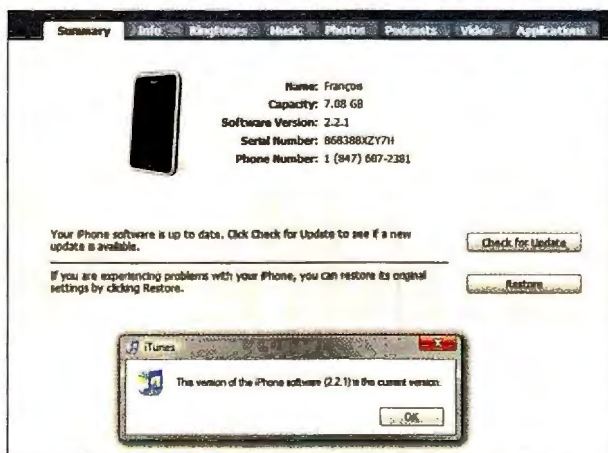 Summary Info Ringtones Music Photos Podcasts Video Applications
Name: François
Capacity: 7.08 GB
Software Version: 2.2.1
Serial Number: 868388XZY7H
Phone Number: 1 (847) 607-2381
Your iPhone software is up to date. Click Check for Update to see if a new
update is available.
Check for Update
If you are experiencing problems with your iPhone, you can restore its original
settings by clicking Restore.
Restore
iTunes
This version of the iPhone software (2.2.1) is the current version.
OK